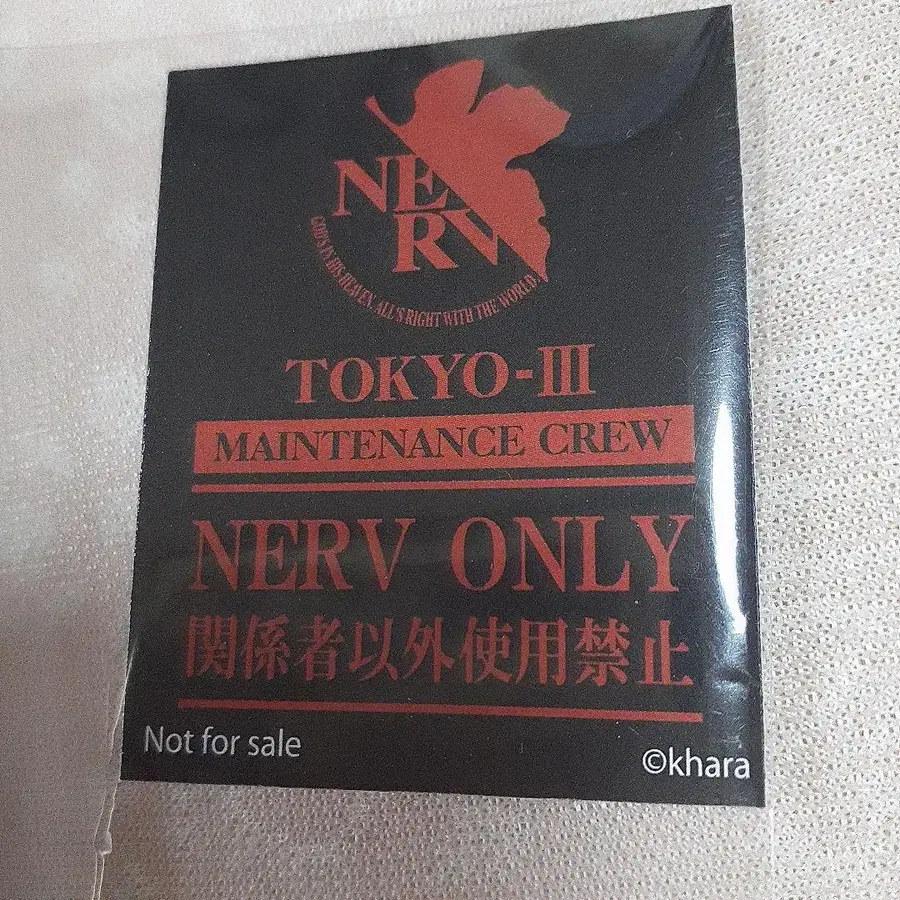 NERV
GOD'S IN HIS HEAVEN. ALL'S RIGHT WITH THE WORLD.
TOKYO-III
MAINTENANCE CREW
NERV ONLY
関係者以外使用禁止
Not for sale
©khara